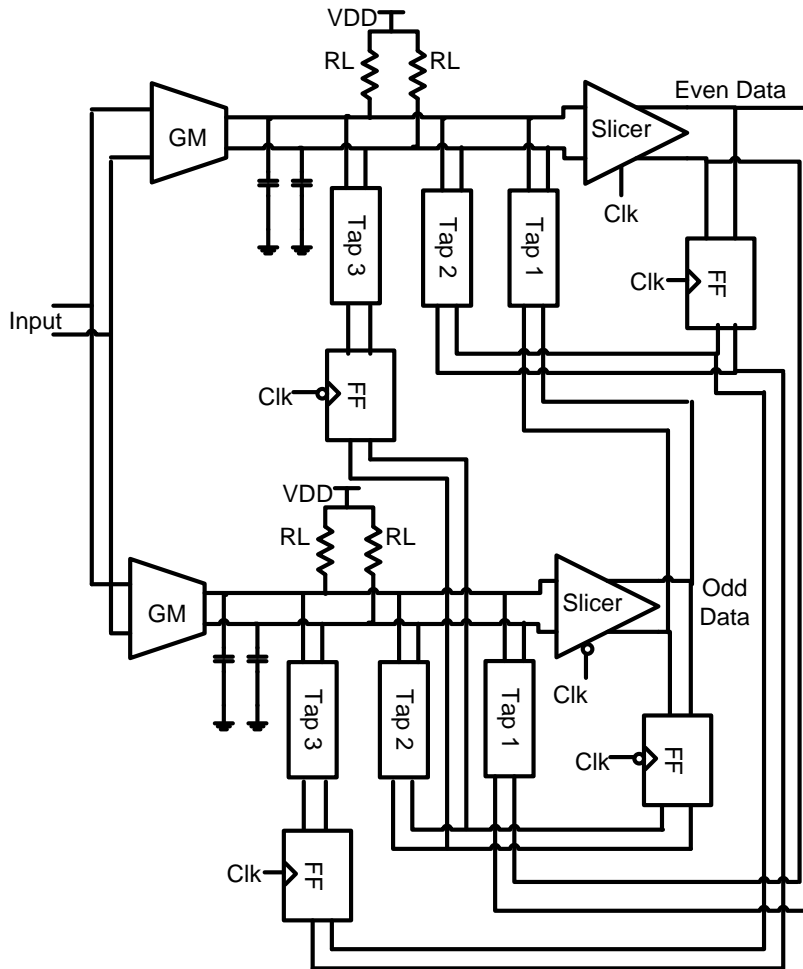 VDD
RL RL
Even Data
GM
Slicer
Clk
Tap 3
Tap 2
Tap 1
Clk
FF
Input
Clk
FF
VDD
RL RL
GM
Slicer
Odd
Data
Clk
Tap 3
Tap 2
Tap 1
Clk
FF
Clk
FF